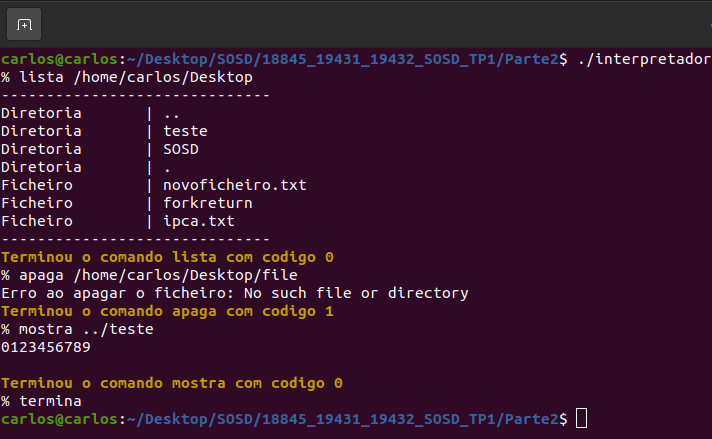 carlos@carlos:~/Desktop/SOSD/18845_19431_19432_SOSD_TP1/Parte2$ ./interpretador
% lista /home/carlos/Desktop
------------------------------
Diretoria       | ..
Diretoria       | teste
Diretoria       | SOSD
Diretoria       | .
Ficheiro        | novoficheiro.txt
Ficheiro        | forkreturn
Ficheiro        | ipca.txt
------------------------------
Terminou o comando lista com codigo 0
% apaga /home/carlos/Desktop/file
Erro ao apagar o ficheiro: No such file or directory
Terminou o comando apaga com codigo 1
% mostra ../teste
0123456789

Terminou o comando mostra com codigo 0
% termina
carlos@carlos:~/Desktop/SOSD/18845_19431_19432_SOSD_TP1/Parte2$